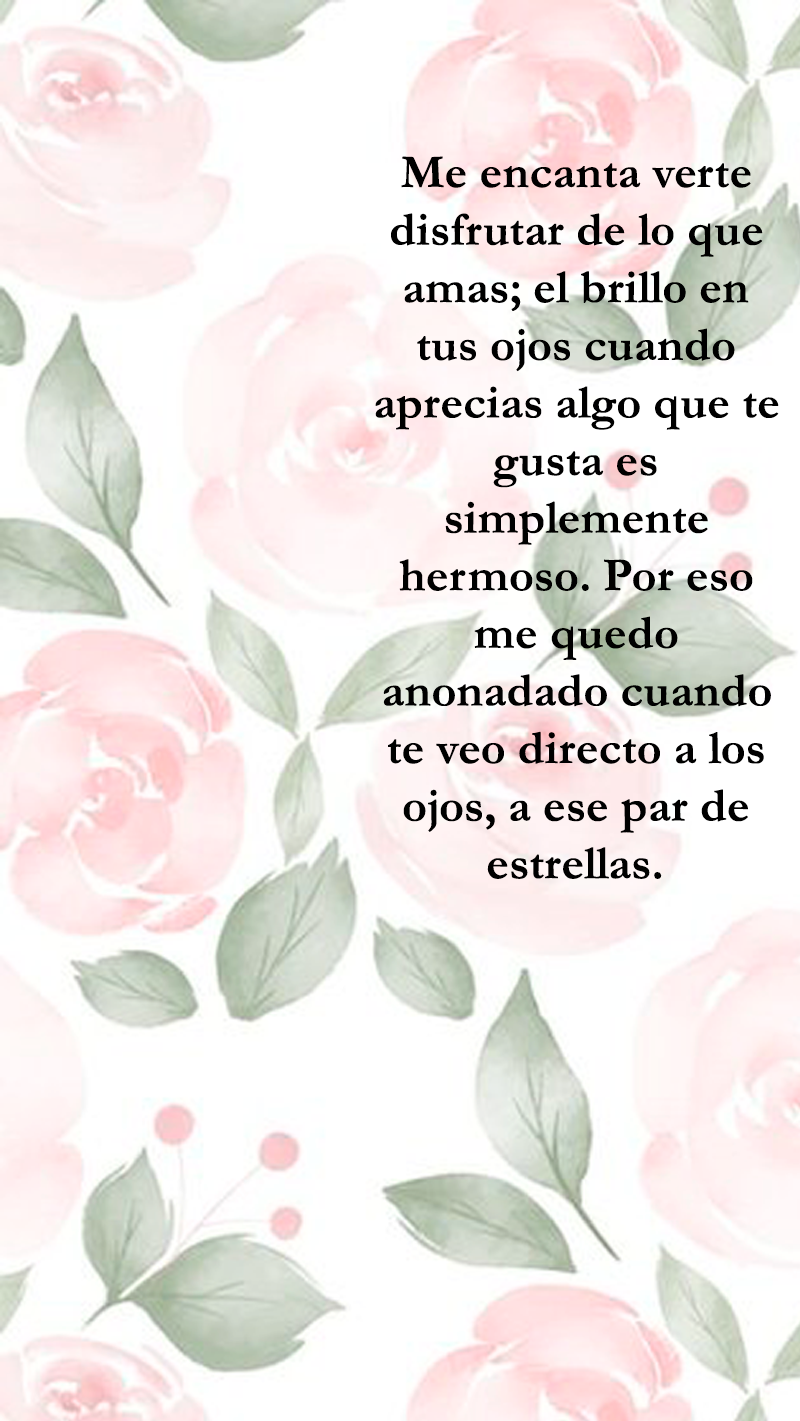 Me encanta verte
disfrutar de lo que
amas; el brillo en
tus ojos cuando
aprecias algo que te
gusta es
simplemente
hermoso. Por eso
me quedo
anonadado cuando
te veo directo a los
ojos, a ese par de
estrellas.